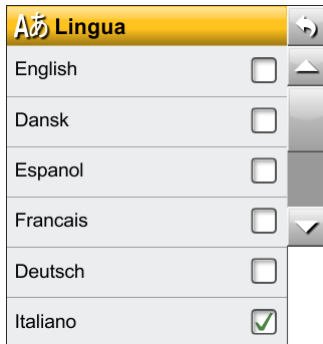 Aあ Lingua
English
Dansk
Espanol
Francais
Deutsch
Italiano